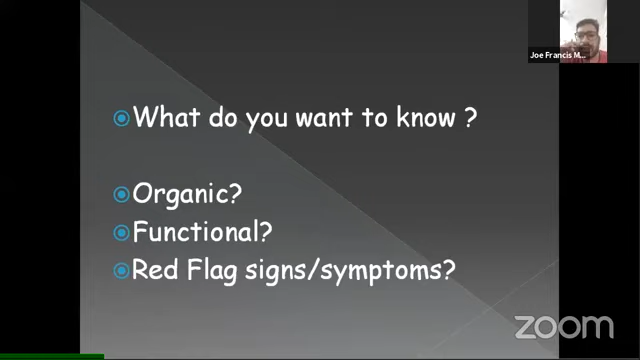 Joe Francis M...
What do you want to know ?
Organic?
Functional?
Red Flag signs/symptoms?
zoom